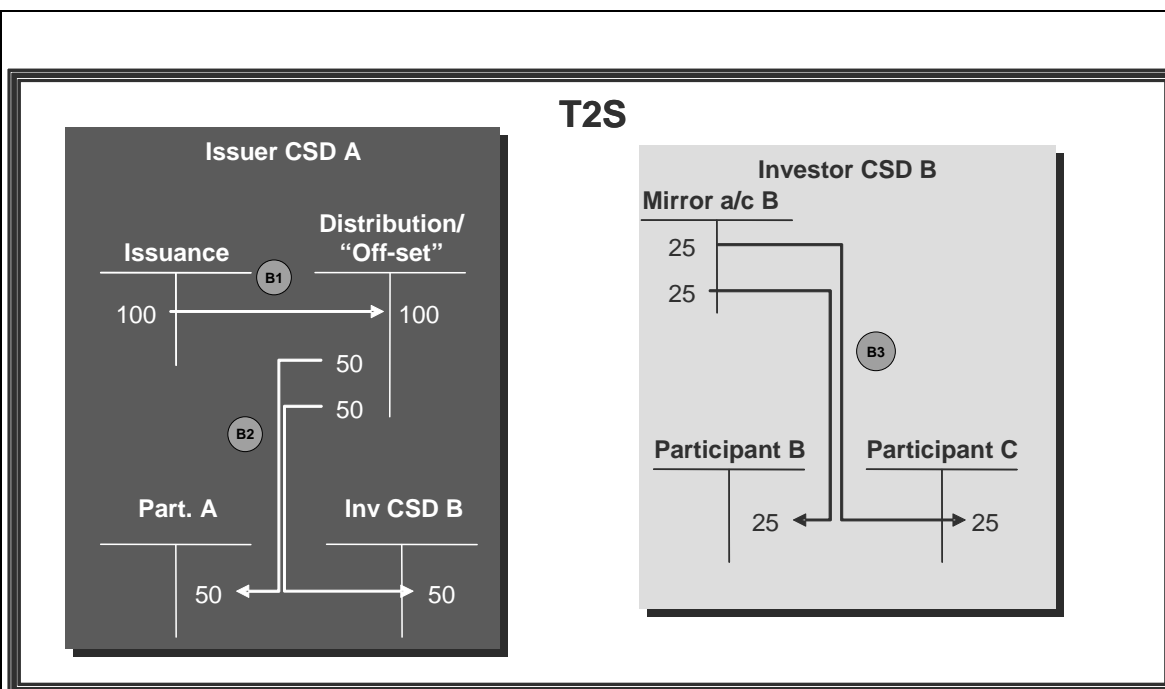 T2S
Issuer CSD A
Issuance
Distribution/
“Off-set”
B1
100
100
50
50
B2
Part. A
Inv CSD B
50
50
Investor CSD B
Mirror a/c B
25
25
B3
Participant B
Participant C
25
25